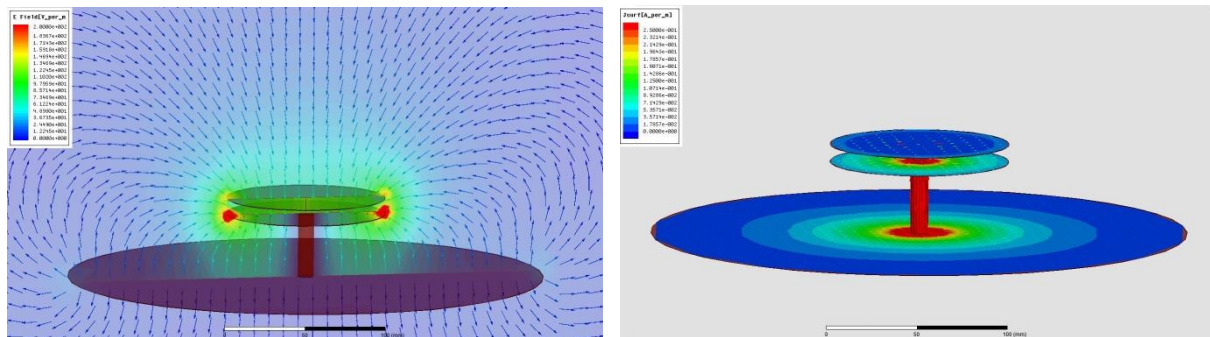 E Field[V_per_m
2.0000e+002
1.8367e+002
1.7143e+002
1.5918e+002
1.4694e+002
1.3469e+002
1.2245e+002
1.1020e+002
9.7959e+001
8.5714e+001
7.3469e+001
6.1224e+001
4.8980e+001
3.6735e+001
2.4490e+001
1.2245e+001
0.0000e+000
0
50
100 (mm)
Jsurf[A_per_m]
2.5000e-001
2.3214e-001
2.1429e-001
1.9643e-001
1.7857e-001
1.6071e-001
1.4286e-001
1.2500e-001
1.0714e-001
8.9286e-002
7.1429e-002
5.3571e-002
3.5714e-002
1.7857e-002
0.0000e+000
0
50
100 (mm)